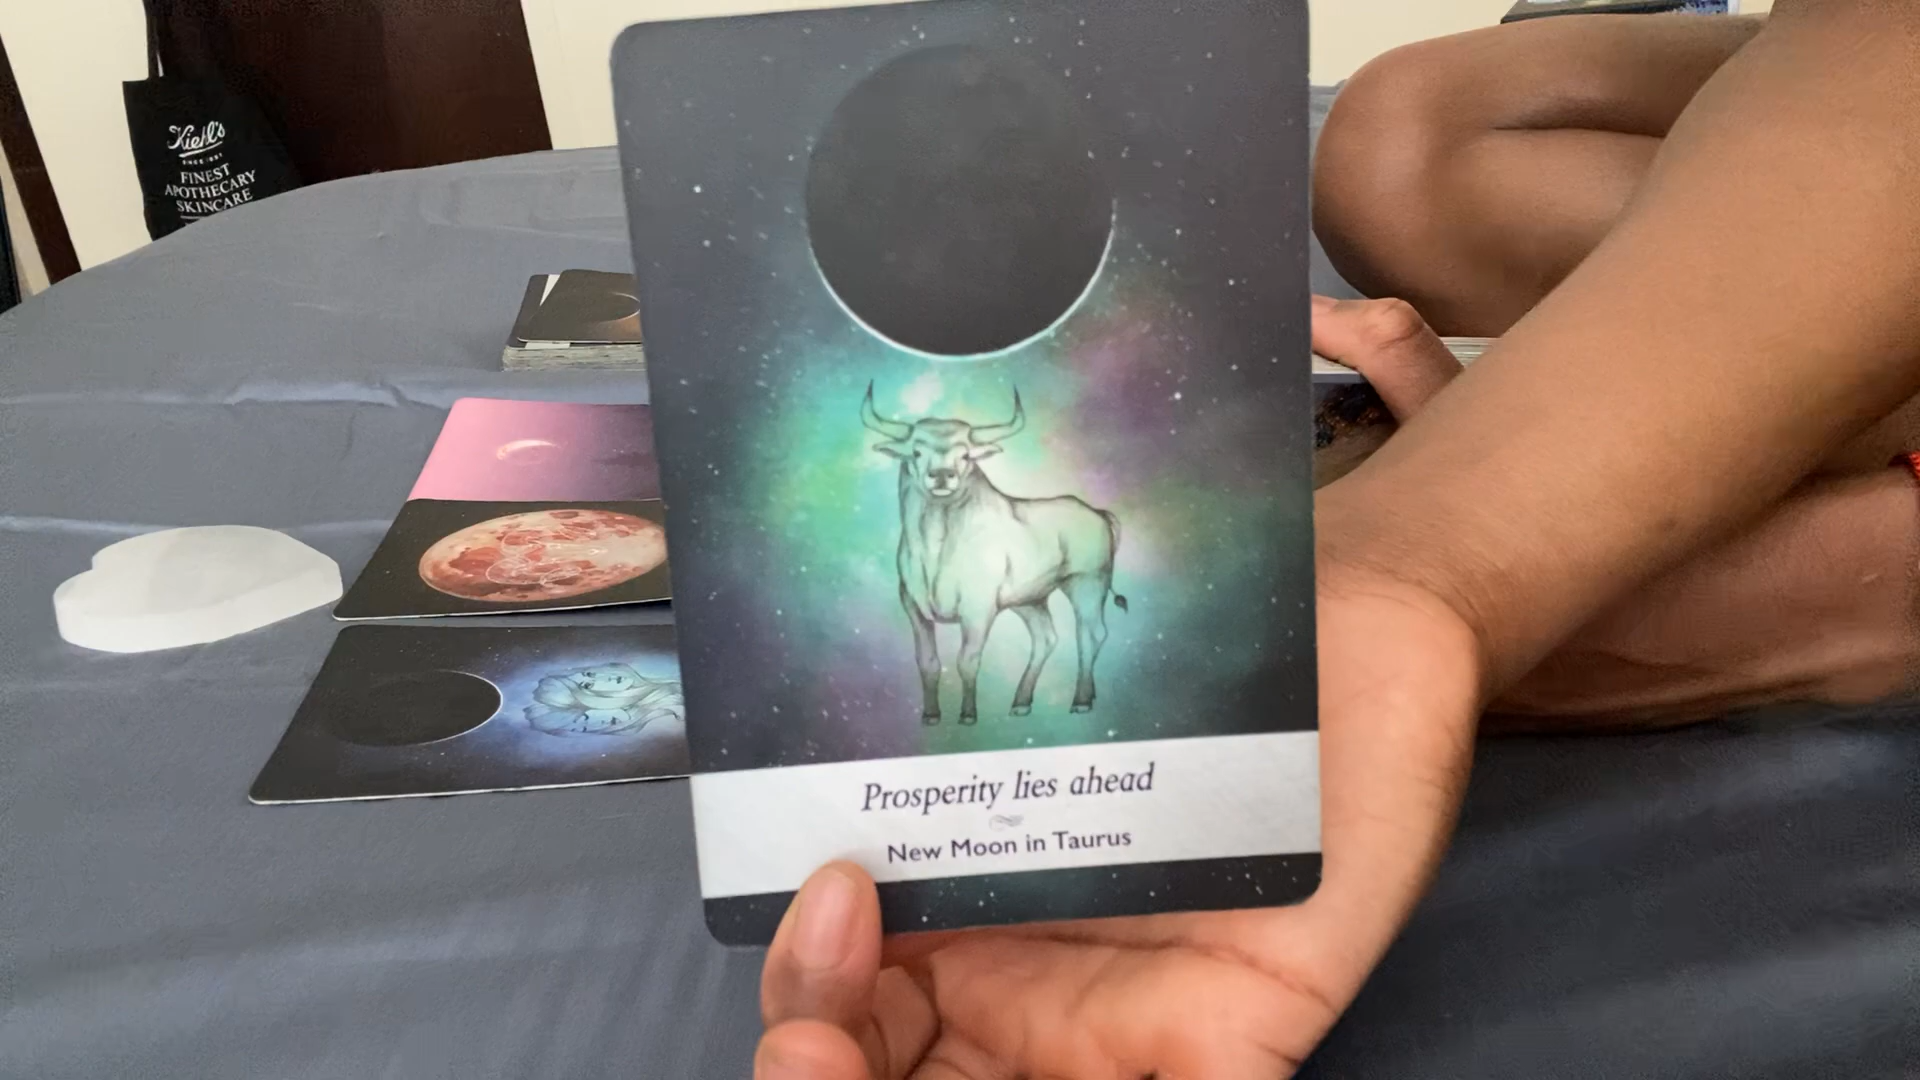 Kiehl's
SINCE 1851
FINEST
APOTHECARY
SKINCARE
Prosperity lies ahead
New Moon in Taurus